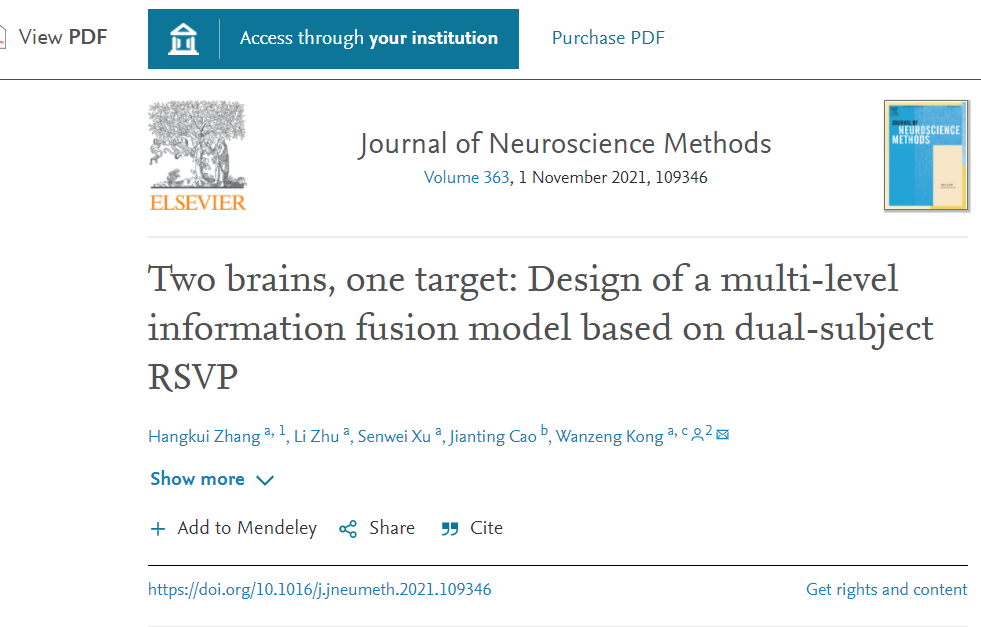 View PDF
Access through your institution
Purchase PDF
ELSEVIER
Journal of Neuroscience Methods
Volume 363, 1 November 2021, 109346
JOURNAL OF
NEUROSCIENCE
METHODS
Two brains, one target: Design of a multi-level
information fusion model based on dual-subject
RSVP
Hangkui Zhang a, 1, Li Zhu a, Senwei Xu a, Jianting Cao b, Wanzeng Kong a, c 2
Show more
Add to Mendeley
Share
Cite
https://doi.org/10.1016/j.jneumeth.2021.109346
Get rights and content